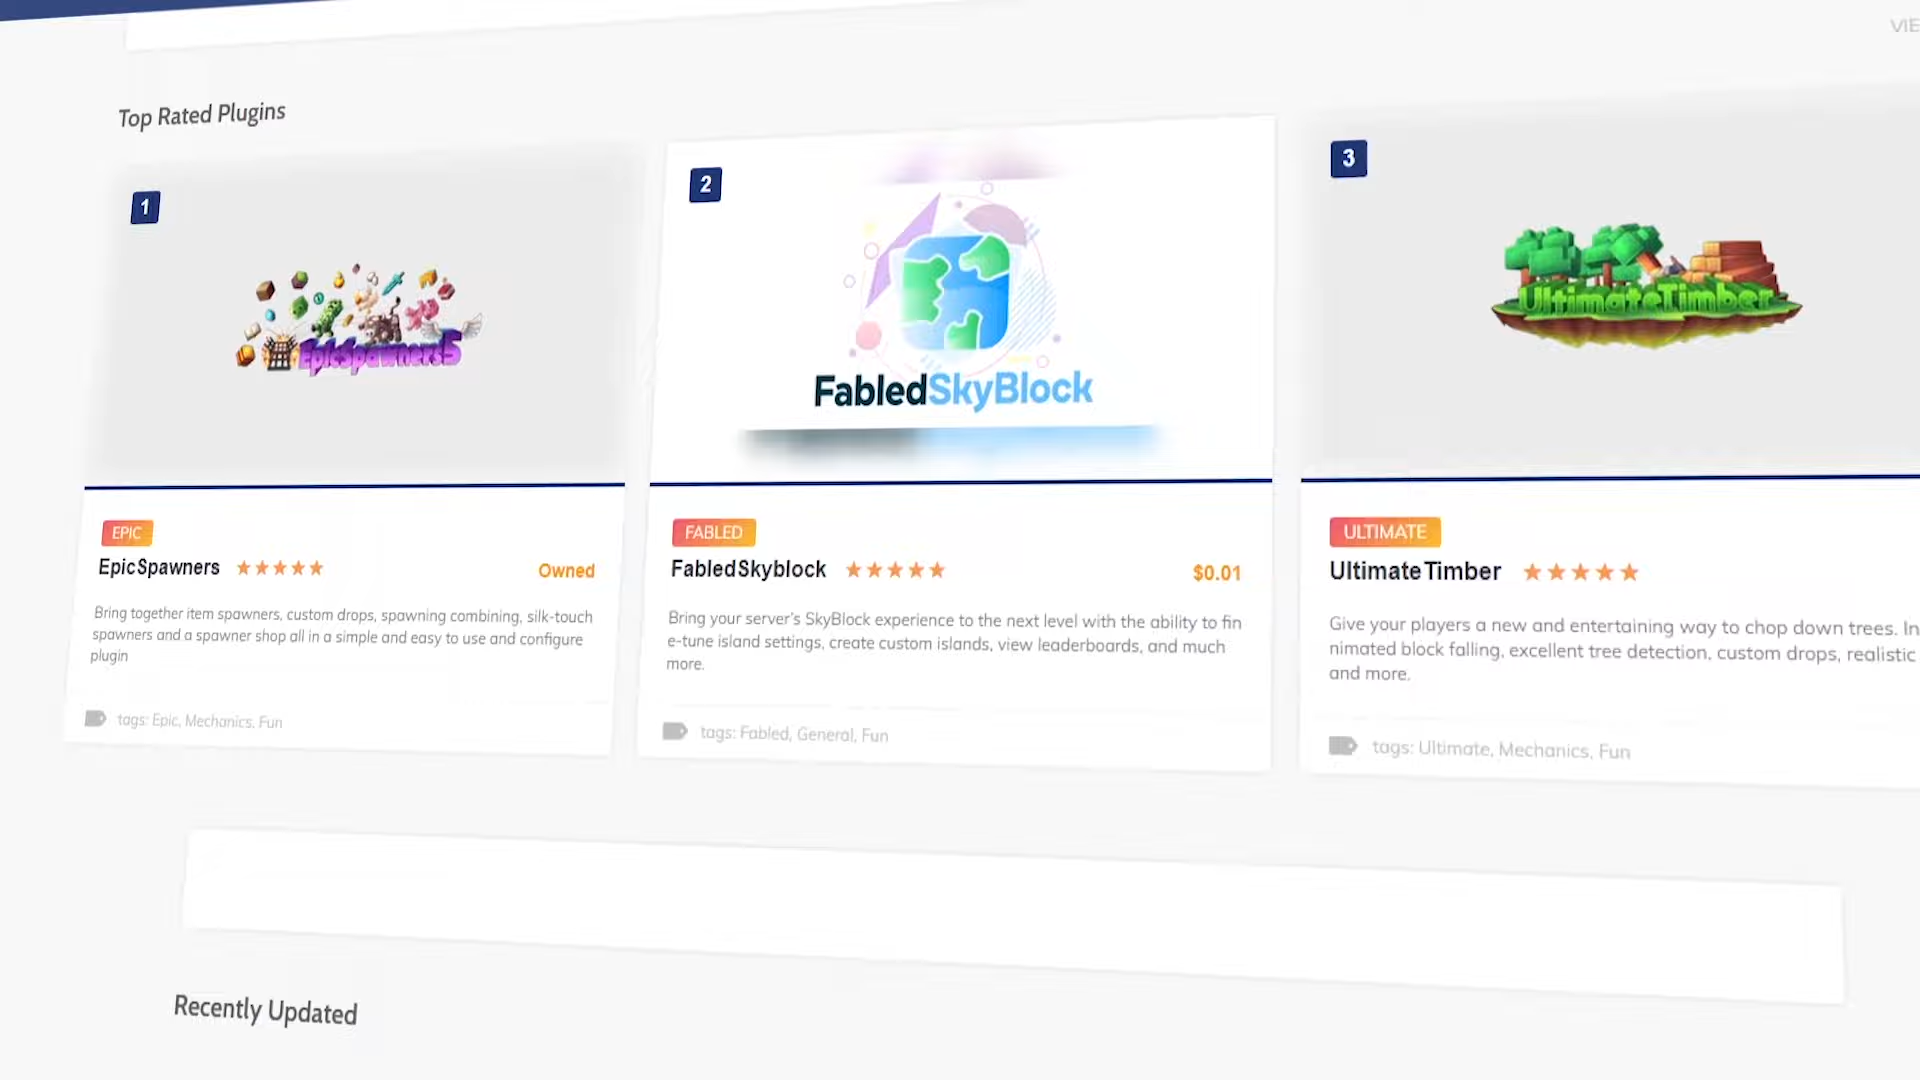 VIE
Top Rated Plugins
1
EpicSpawners5
EPIC
EpicSpawners
Owned
Bring together item spawners, custom drops, spawning combining, silk-touch
spawners and a spawner shop all in a simple and easy to use and configure
plugin
tags: Epic, Mechanics, Fun
2
FabledSkyBlock
FABLED
FabledSkyblock
$0.01
Bring your server's SkyBlock experience to the next level with the ability to fin
e-tune island settings, create custom islands, view leaderboards, and much
more.
tags: Fabled, General, Fun
3
UltimateTimber
ULTIMATE
UltimateTimber
Give your players a new and entertaining way to chop down trees. In
nimated block falling, excellent tree detection, custom drops, realistic
and more.
tags: Ultimate, Mechanics, Fun
Recently Updated